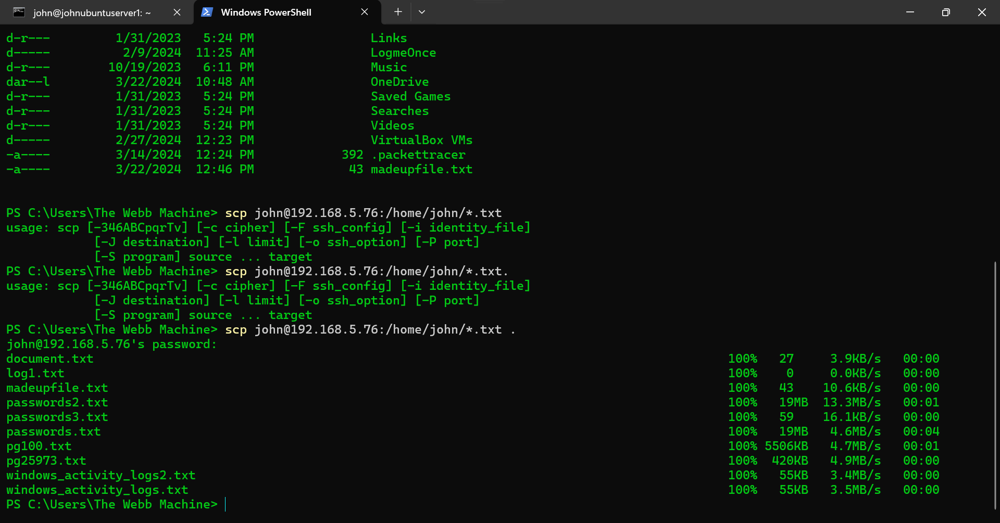 john@johnubuntuserver1: ~
Windows PowerShell
d-r---         1/31/2023   5:24 PM                Links
d-----          2/9/2024  11:25 AM                LogmeOnce
d-r---        10/19/2023   6:11 PM                Music
dar--l         3/22/2024  10:48 AM                OneDrive
d-r---         1/31/2023   5:24 PM                Saved Games
d-r---         1/31/2023   5:24 PM                Searches
d-r---         1/31/2023   5:24 PM                Videos
d-----         2/27/2024  12:23 PM                VirtualBox VMs
-a----         3/14/2024  12:24 PM            392 .packettracer
-a----         3/22/2024  12:46 PM             43 madeupfile.txt
PS C:\Users\The Webb Machine> scp john@192.168.5.76:/home/john/*.txt
usage: scp [-346ABCpqrTv] [-c cipher] [-F ssh_config] [-i identity_file]
            [-J destination] [-l limit] [-o ssh_option] [-P port]
            [-S program] source ... target
PS C:\Users\The Webb Machine> scp john@192.168.5.76:/home/john/*.txt.
usage: scp [-346ABCpqrTv] [-c cipher] [-F ssh_config] [-i identity_file]
            [-J destination] [-l limit] [-o ssh_option] [-P port]
            [-S program] source ... target
PS C:\Users\The Webb Machine> scp john@192.168.5.76:/home/john/*.txt .
john@192.168.5.76's password:
document.txt                                      100%   27     3.9KB/s   00:00
log1.txt                                          100%    0     0.0KB/s   00:00
madeupfile.txt                                    100%   43    10.6KB/s   00:00
passwords2.txt                                    100%   19MB  13.3MB/s   00:01
passwords3.txt                                    100%   59    16.1KB/s   00:00
passwords.txt                                     100%   19MB   4.6MB/s   00:04
pg100.txt                                         100% 5506KB   4.7MB/s   00:01
pg25973.txt                                       100%  420KB   4.9MB/s   00:00
windows_activity_logs2.txt                        100%   55KB   3.4MB/s   00:00
windows_activity_logs.txt                         100%   55KB   3.5MB/s   00:00
PS C:\Users\The Webb Machine>